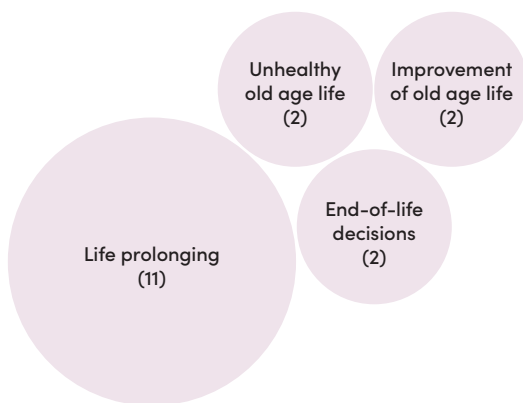 Unhealthy
old age life
(2)
Improvement
of old age life
(2)
End-of-life
decisions
(2)
Life prolonging
(11)